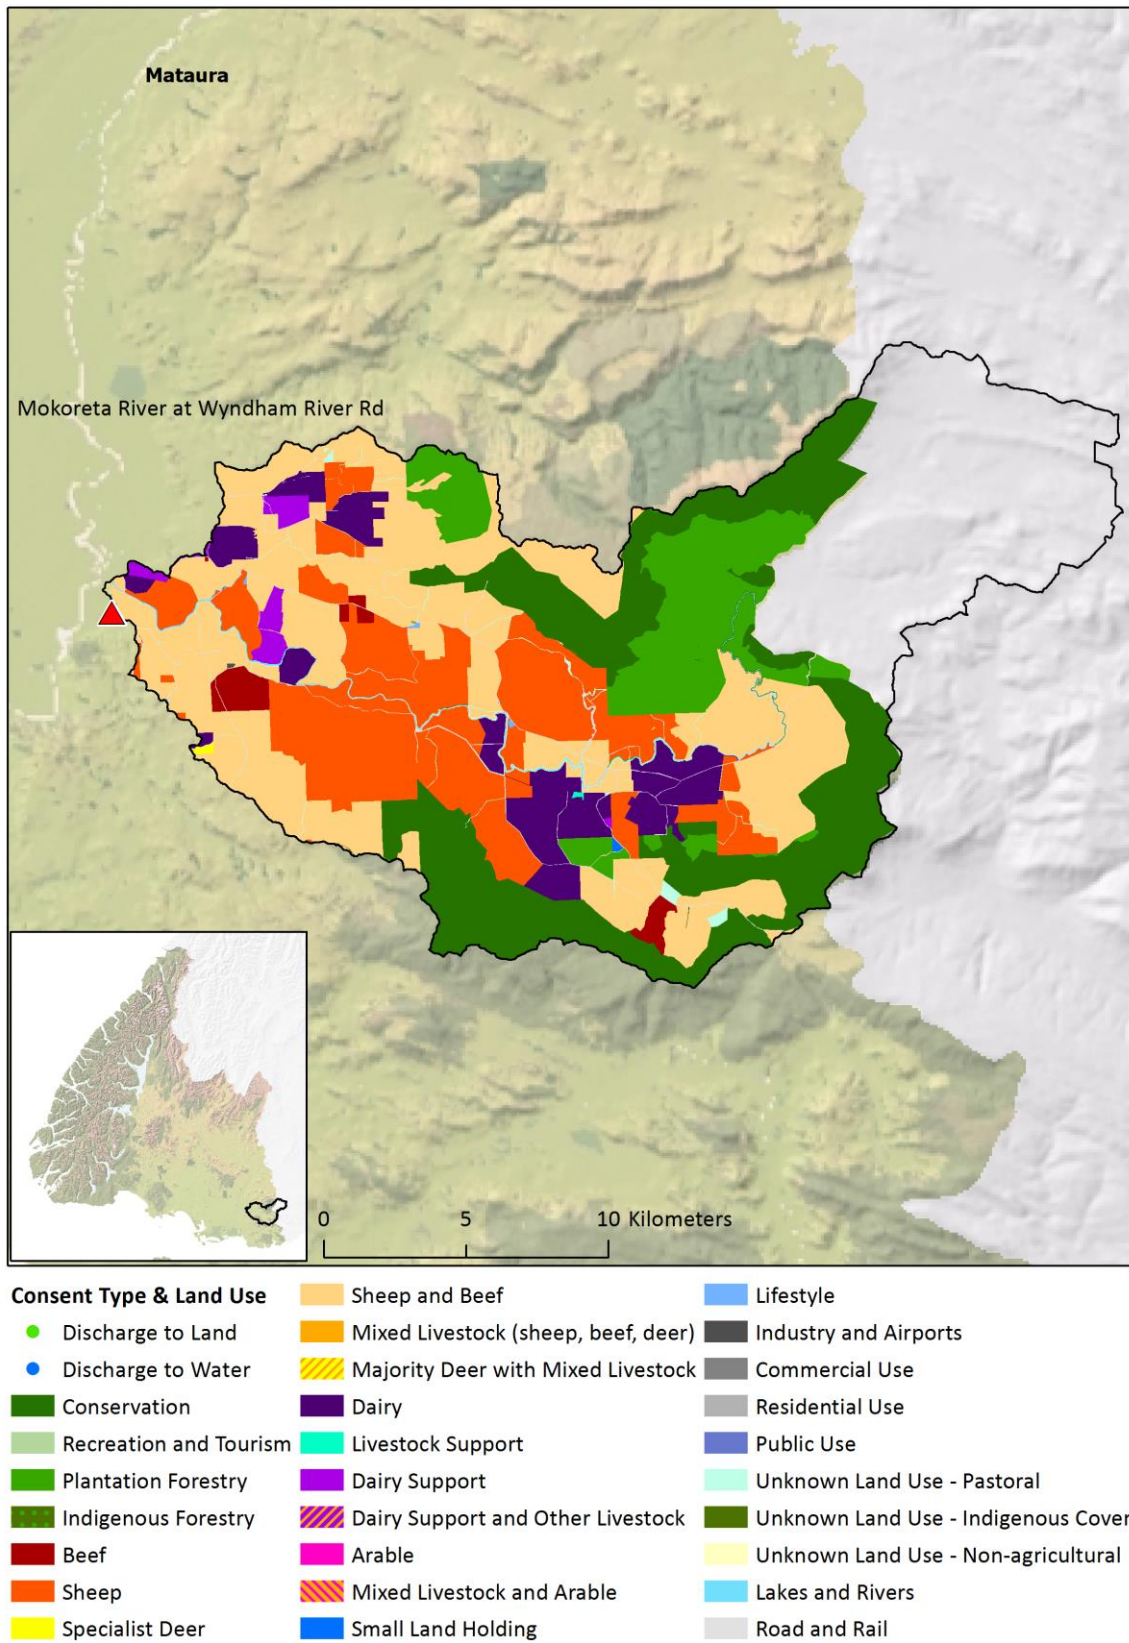 Mataura
Mokoreta River at Wyndham River Rd
0 5 10 Kilometers
Consent Type & Land Use
Discharge to Land
Discharge to Water
Conservation
Recreation and Tourism
Plantation Forestry
Indigenous Forestry
Beef
Sheep
Specialist Deer
Sheep and Beef
Mixed Livestock (sheep, beef, deer)
Majority Deer with Mixed Livestock
Dairy
Livestock Support
Dairy Support
Dairy Support and Other Livestock
Arable
Mixed Livestock and Arable
Small Land Holding
Lifestyle
Industry and Airports
Commercial Use
Residential Use
Public Use
Unknown Land Use - Pastoral
Unknown Land Use - Indigenous Cover
Unknown Land Use - Non-agricultural
Lakes and Rivers
Road and Rail